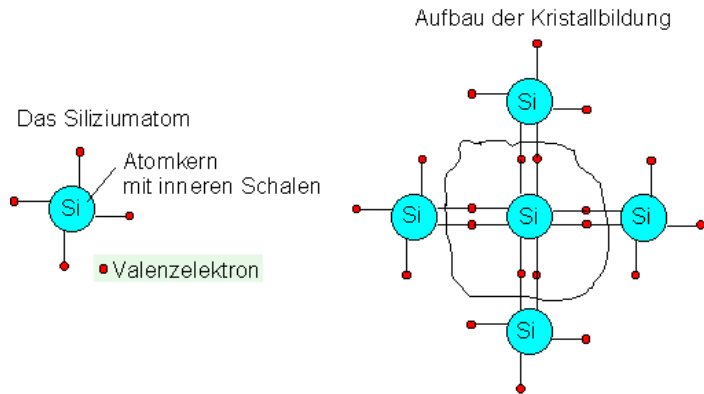 Aufbau der Kristallbildung
Das Siliziumatom
Atomkern
mit inneren Schalen
Si
Valenzelektron
Si
Si
Si
Si
Si